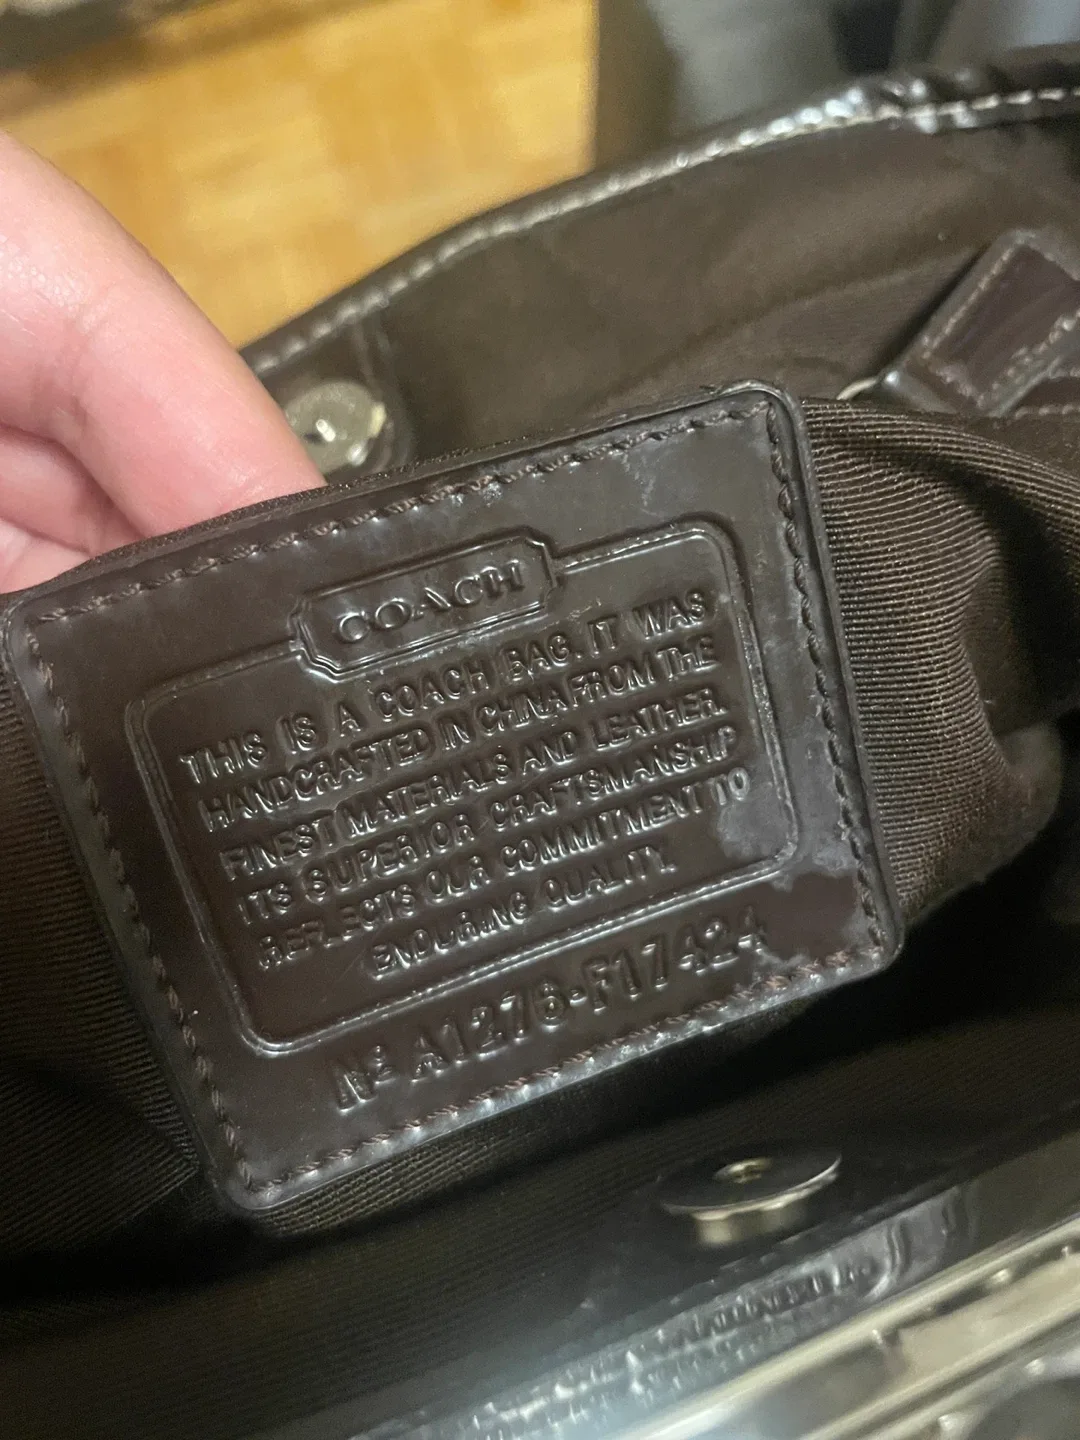 COACH
THIS IS A COACH BAG. IT WAS
HANDCRAFTED IN CHINA FROM THE
FINEST MATERIALS AND LEATHER.
ITS SUPERIOR CRAFTSMANSHIP
REFLECTS OUR COMMITMENT TO
ENDURING QUALITY.
Nº A1276-F17424